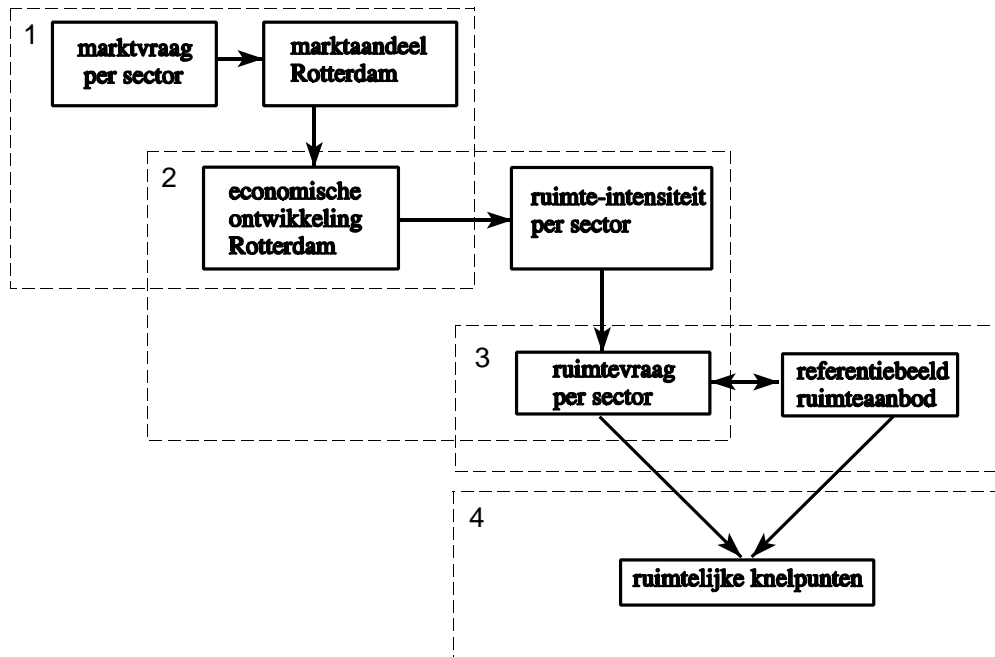 1
marktvraag
per sector
marktaandeel
Rotterdam
2
economische
ontwikkeling
Rotterdam
ruimte-intensiteit
per sector
3
ruimtevraag
per sector
referentiebeeld
ruimteaanbod
4
ruimtelijke knelpunten